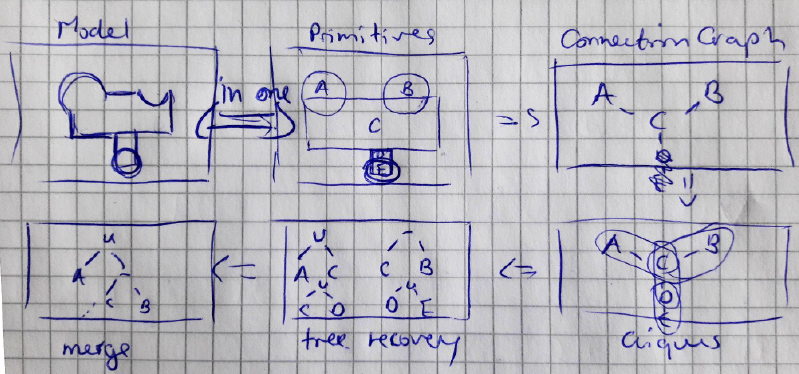 Model
Primitives
Connection Graph
in one
A
B
C
D
E
A
B
C
U
A
-
C
B
U
A
C
U
C
D
-
C
B
U
D
E
A
B
C
D
merge
tree recovery
cliques